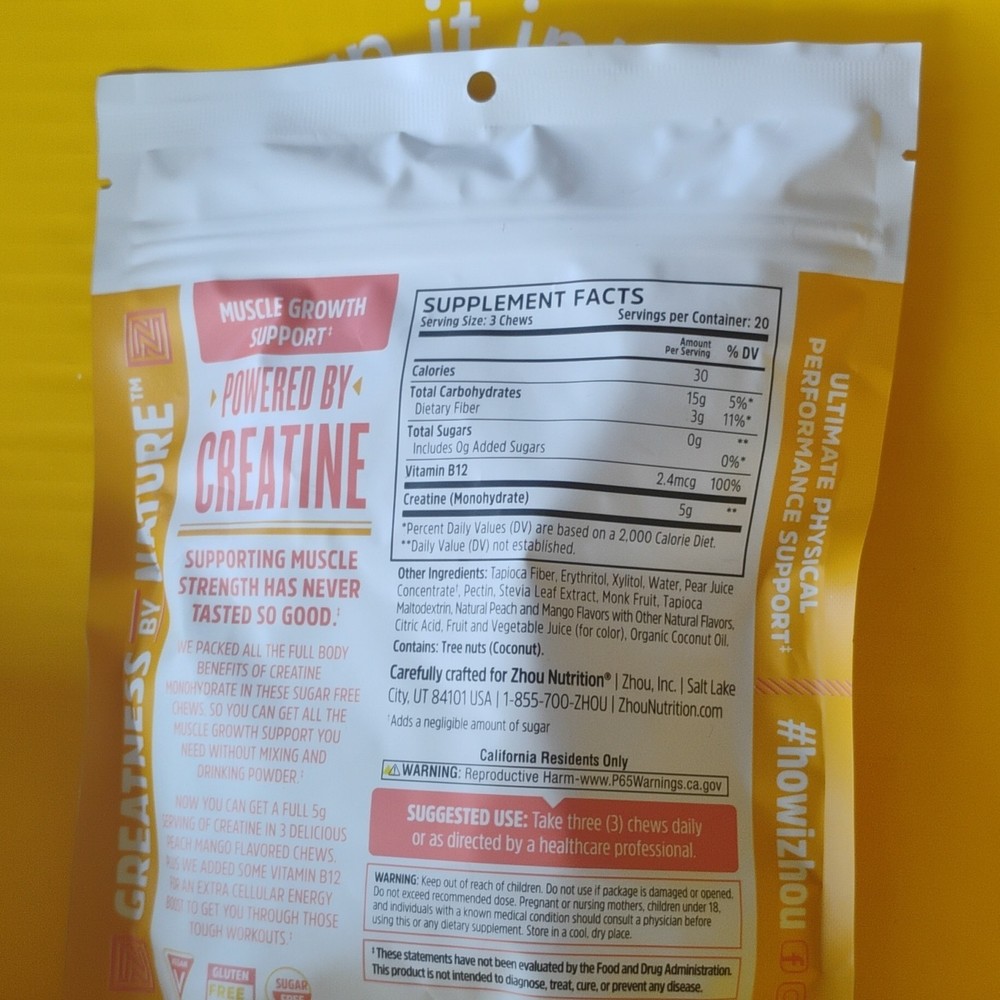 it in
GREATNESS BY NATURE™
MUSCLE GROWTH
SUPPORT‡
POWERED BY
CREATINE
SUPPORTING MUSCLE
STRENGTH HAS NEVER
TASTED SO GOOD.‡
WE PACKED ALL THE FULL BODY
BENEFITS OF CREATINE
MONOHYDRATE IN THESE SUGAR FREE
CHEWS. SO YOU CAN GET ALL THE
MUSCLE GROWTH SUPPORT YOU
NEED WITHOUT MIXING AND
DRINKING POWDER.‡
NOW YOU CAN GET A FULL 5g
SERVING OF CREATINE IN 3 DELICIOUS
PEACH MANGO FLAVORED CHEWS.
PLUS WE ADDED SOME VITAMIN B12
FOR AN EXTRA CELLULAR ENERGY
BOOST TO GET YOU THROUGH THOSE
TOUGH WORKOUTS.‡
VEGAN
GLUTEN
FREE
SUGAR
FREE
SUPPLEMENT FACTS
Serving Size: 3 Chews Servings per Container: 20
Amount
Per Serving % DV
Calories 30
Total Carbohydrates 15g 5%*
Dietary Fiber 3g 11%*
Total Sugars 0g **
Includes 0g Added Sugars 0%*
Vitamin B12 2.4mcg 100%
Creatine (Monohydrate) 5g **
*Percent Daily Values (DV) are based on a 2,000 Calorie Diet.
**Daily Value (DV) not established.
Other Ingredients: Tapioca Fiber, Erythritol, Xylitol, Water, Pear Juice
Concentrate†, Pectin, Stevia Leaf Extract, Monk Fruit, Tapioca
Maltodextrin, Natural Peach and Mango Flavors with Other Natural Flavors,
Citric Acid, Fruit and Vegetable Juice (for color), Organic Coconut Oil.
Contains: Tree nuts (Coconut).
Carefully crafted for Zhou Nutrition® | Zhou, Inc. | Salt Lake
City, UT 84101 USA | 1-855-700-ZHOU | ZhouNutrition.com
†Adds a negligible amount of sugar
California Residents Only
WARNING: Reproductive Harm-www.P65Warnings.ca.gov
SUGGESTED USE: Take three (3) chews daily
or as directed by a healthcare professional.
WARNING: Keep out of reach of children. Do not use if package is damaged or opened.
Do not exceed recommended dose. Pregnant or nursing mothers, children under 18,
and individuals with a known medical condition should consult a physician before
using this or any dietary supplement. Store in a cool, dry place.
‡These statements have not been evaluated by the Food and Drug Administration.
This product is not intended to diagnose, treat, cure, or prevent any disease.
ULTIMATE PHYSICAL
PERFORMANCE SUPPORT‡
#howizhou